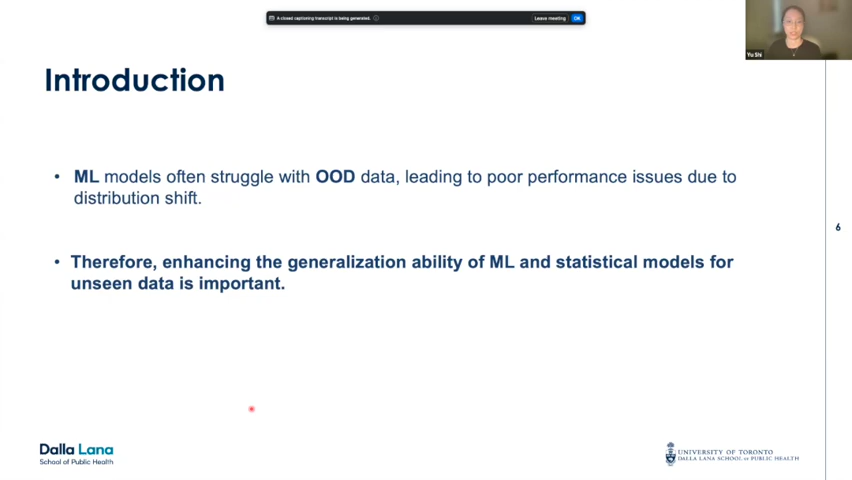 A closed captioning transcript is being generated.
Leave meeting
OK
Yu Shi
Introduction
• ML models often struggle with OOD data, leading to poor performance issues due to
distribution shift.
6
• Therefore, enhancing the generalization ability of ML and statistical models for
unseen data is important.
Dalla Lana
School of Public Health
UNIVERSITY OF TORONTO
DALLA LANA SCHOOL OF PUBLIC HEALTH